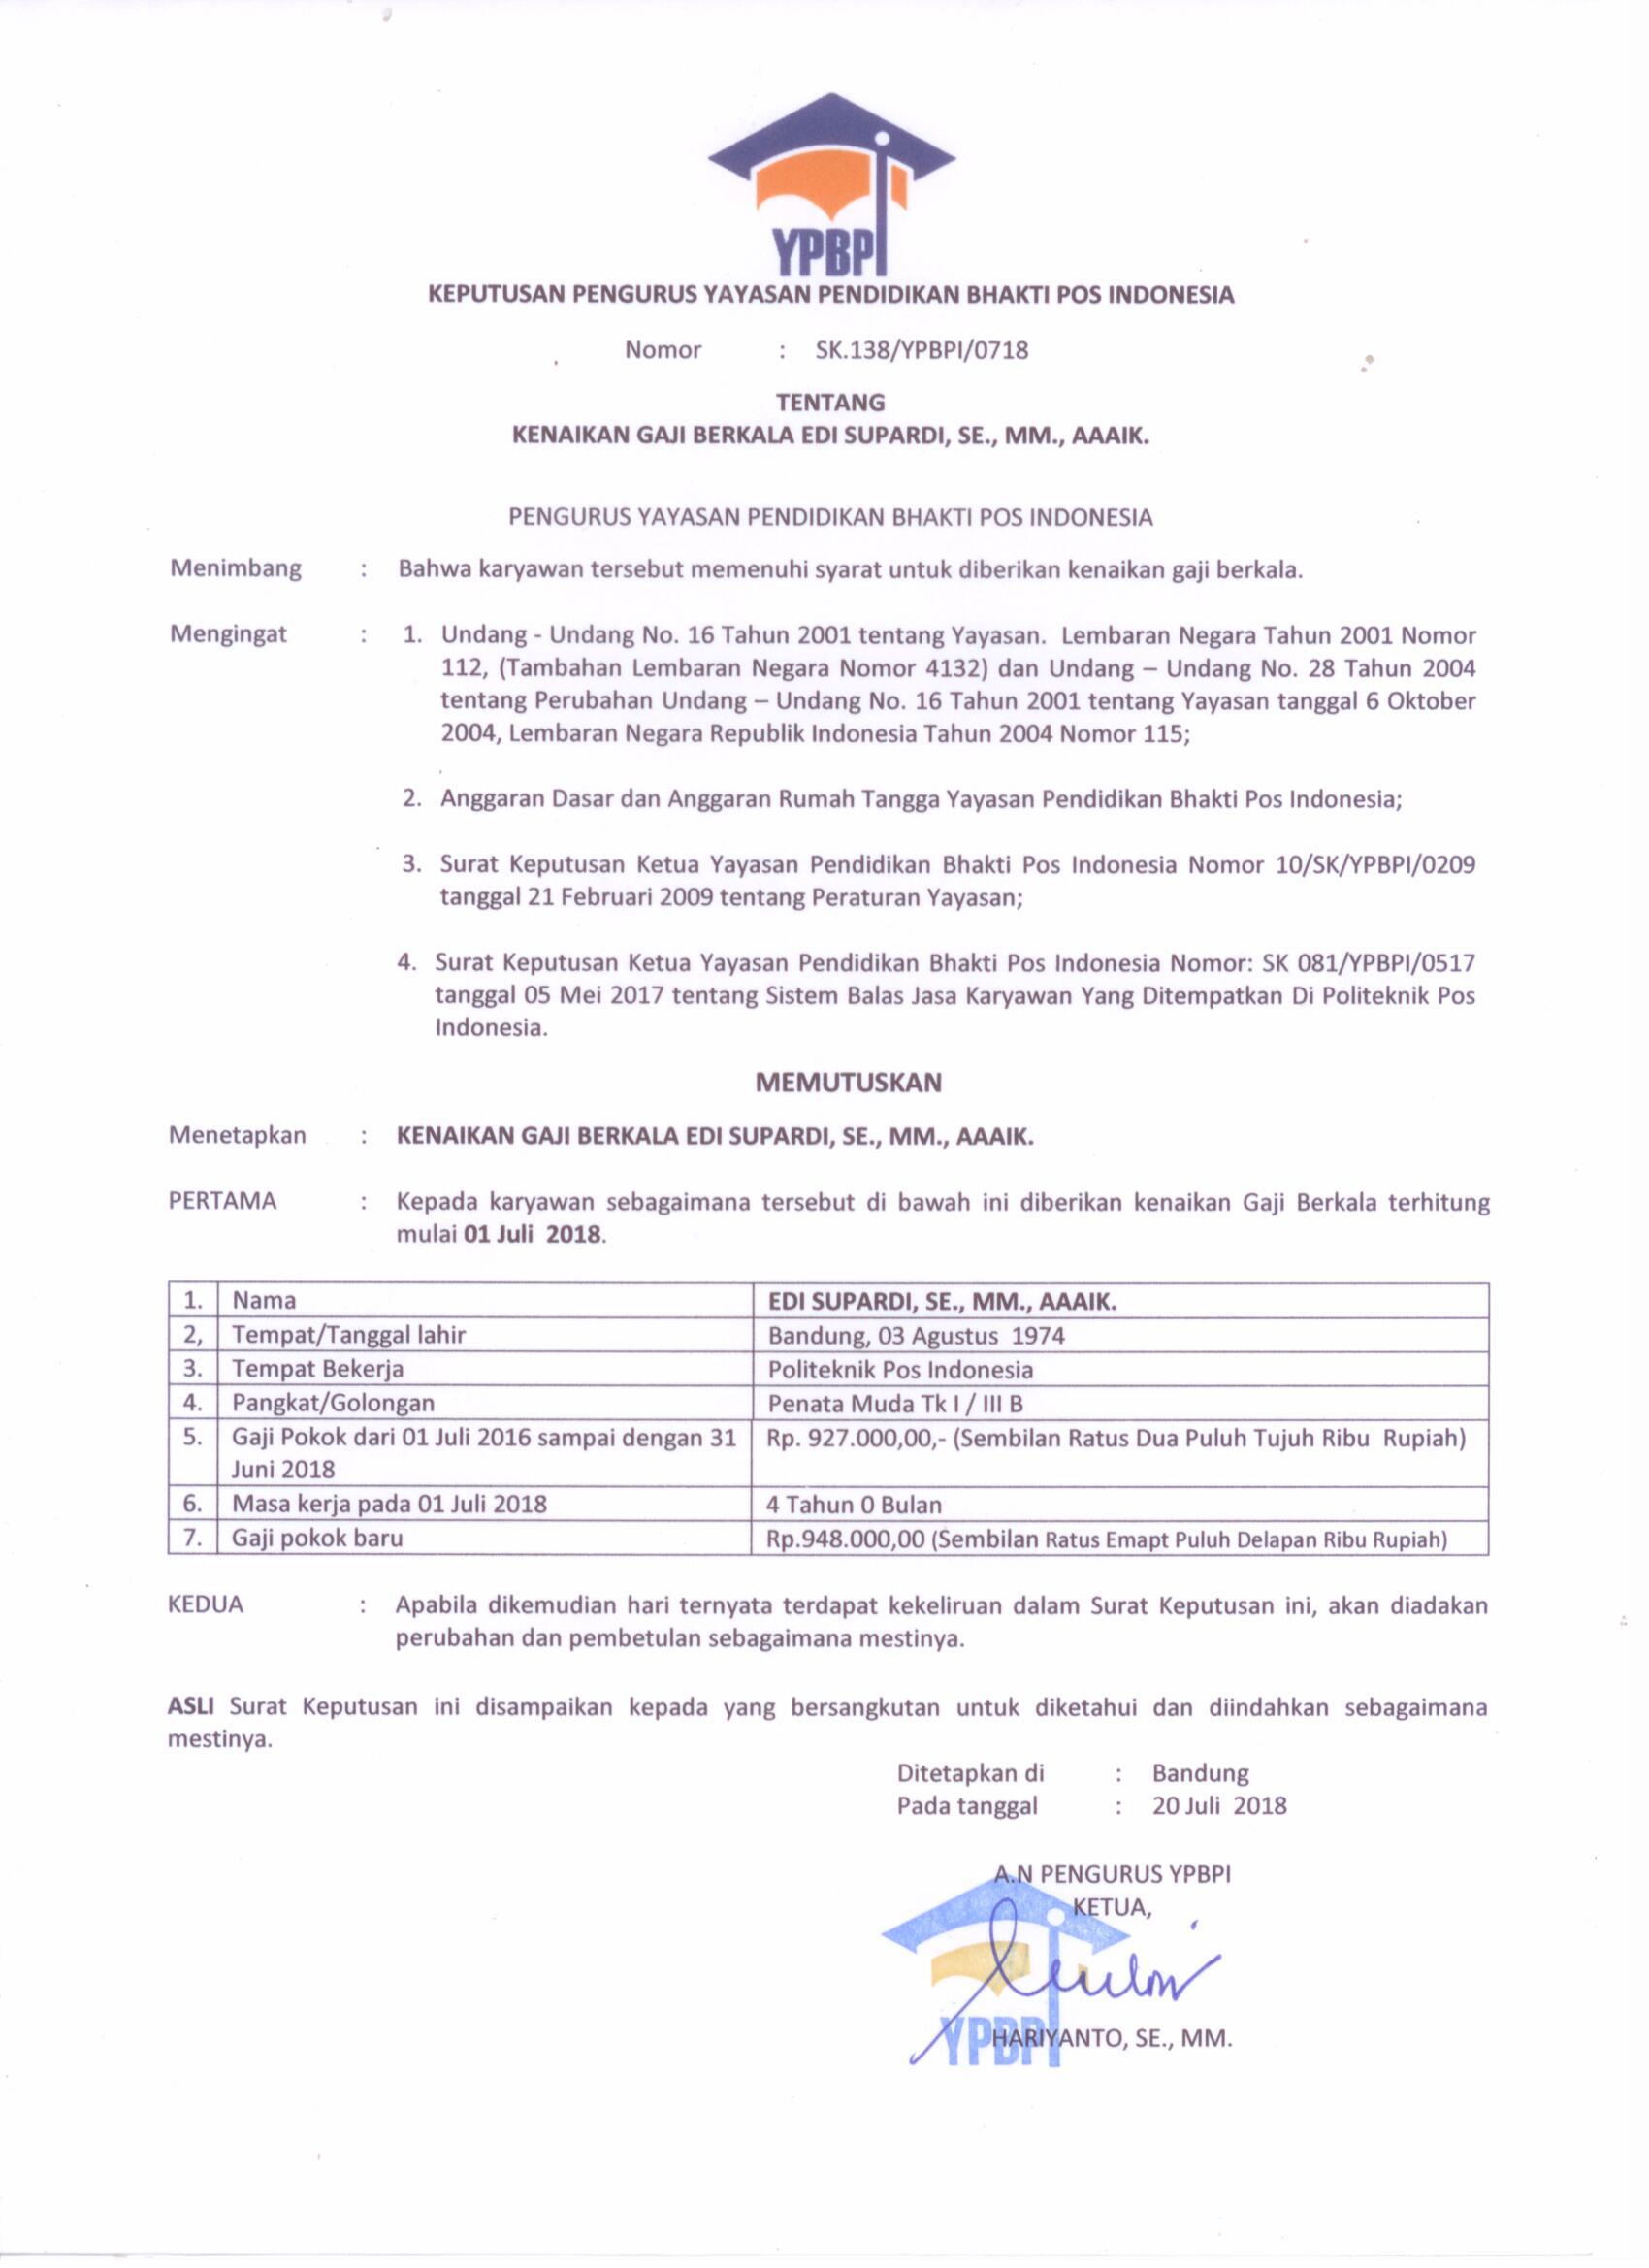 YPBPI
KEPUTUSAN PENGURUS YAYASAN PENDIDIKAN BHAKTI POS INDONESIA
Nomor : SK.138/YPBPI/0718
TENTANG
KENAIKAN GAJI BERKALA EDI SUPARDI, SE., MM., AAAIK.
PENGURUS YAYASAN PENDIDIKAN BHAKTI POS INDONESIA
Menimbang : Bahwa karyawan tersebut memenuhi syarat untuk diberikan kenaikan gaji berkala.
Mengingat : 1. Undang - Undang No. 16 Tahun 2001 tentang Yayasan. Lembaran Negara Tahun 2001 Nomor
112, (Tambahan Lembaran Negara Nomor 4132) dan Undang – Undang No. 28 Tahun 2004
tentang Perubahan Undang – Undang No. 16 Tahun 2001 tentang Yayasan tanggal 6 Oktober
2004, Lembaran Negara Republik Indonesia Tahun 2004 Nomor 115;
2. Anggaran Dasar dan Anggaran Rumah Tangga Yayasan Pendidikan Bhakti Pos Indonesia;
3. Surat Keputusan Ketua Yayasan Pendidikan Bhakti Pos Indonesia Nomor 10/SK/YPBPI/0209
tanggal 21 Februari 2009 tentang Peraturan Yayasan;
4. Surat Keputusan Ketua Yayasan Pendidikan Bhakti Pos Indonesia Nomor: SK 081/YPBPI/0517
tanggal 05 Mei 2017 tentang Sistem Balas Jasa Karyawan Yang Ditempatkan Di Politeknik Pos
Indonesia.
MEMUTUSKAN
Menetapkan : KENAIKAN GAJI BERKALA EDI SUPARDI, SE., MM., AAAIK.
PERTAMA : Kepada karyawan sebagaimana tersebut di bawah ini diberikan kenaikan Gaji Berkala terhitung
mulai 01 Juli 2018.
1. Nama EDI SUPARDI, SE., MM., AAAIK.
2, Tempat/Tanggal lahir Bandung, 03 Agustus 1974
3. Tempat Bekerja Politeknik Pos Indonesia
4. Pangkat/Golongan Penata Muda Tk I / III B
5. Gaji Pokok dari 01 Juli 2016 sampai dengan 31 Rp. 927.000,00,- (Sembilan Ratus Dua Puluh Tujuh Ribu Rupiah)
Juni 2018
6. Masa kerja pada 01 Juli 2018 4 Tahun 0 Bulan
7. Gaji pokok baru Rp.948.000,00 (Sembilan Ratus Emapt Puluh Delapan Ribu Rupiah)
KEDUA : Apabila dikemudian hari ternyata terdapat kekeliruan dalam Surat Keputusan ini, akan diadakan
perubahan dan pembetulan sebagaimana mestinya.
ASLI Surat Keputusan ini disampaikan kepada yang bersangkutan untuk diketahui dan diindahkan sebagaimana
mestinya.
Ditetapkan di : Bandung
Pada tanggal : 20 Juli 2018
A.N PENGURUS YPBPI
KETUA,
YPBPI
HARIYANTO, SE., MM.